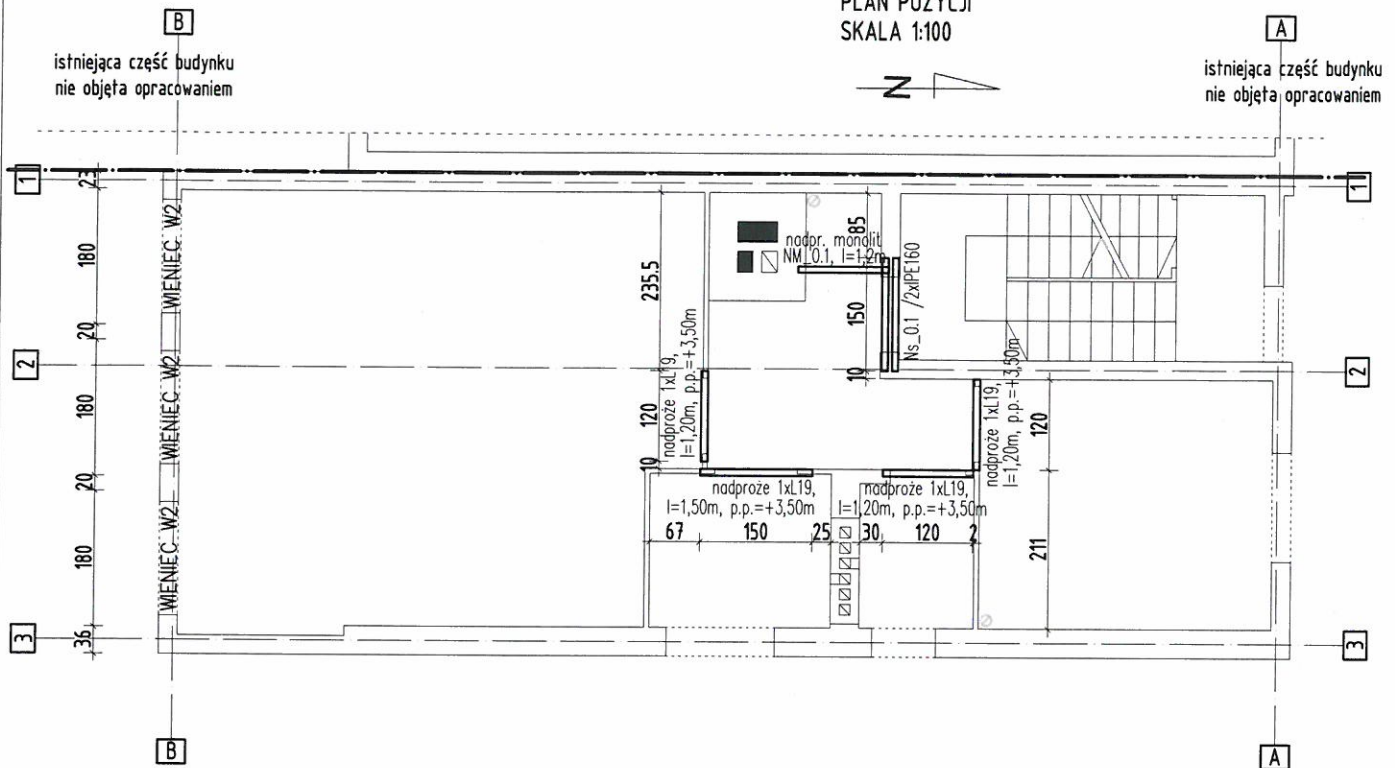 PLAN POZYCJI
SKALA 1:100
B
A
istniejąca część budynku
nie objęta opracowaniem
N
istniejąca część budynku
nie objęta opracowaniem
1
23
1
180
WIENIEC W2
20
2
180
WIENIEC W2
20
180
WIENIEC W2
36
3
235.5
120
10
nadproże 1xL19,
l=1,20m, p.p.=+3,50m
nadpr. monolit
NM_0.1, l=1,2m
85
150
10
Ns_0.1 /2xIPE160
2
nadproże 1xL19,
l=1,20m, p.p.=+3,50m
120
211
nadproże 1xL19,
l=1,50m, p.p.=+3,50m
nadproże 1xL19,
l=1,20m, p.p.=+3,50m
67
150
25
30
120
2
3
B
A